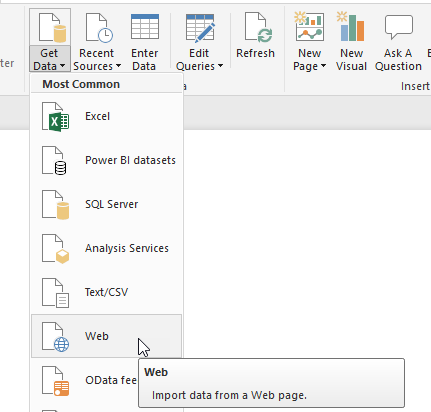 Get Data
Recent Sources
Enter Data
Edit Queries
Refresh
New Page
New Visual
Ask A Question
ter
Insert
Most Common
a
Excel
Power BI datasets
SQL Server
Analysis Services
Text/CSV
Web
OData fee
Web
Import data from a Web page.